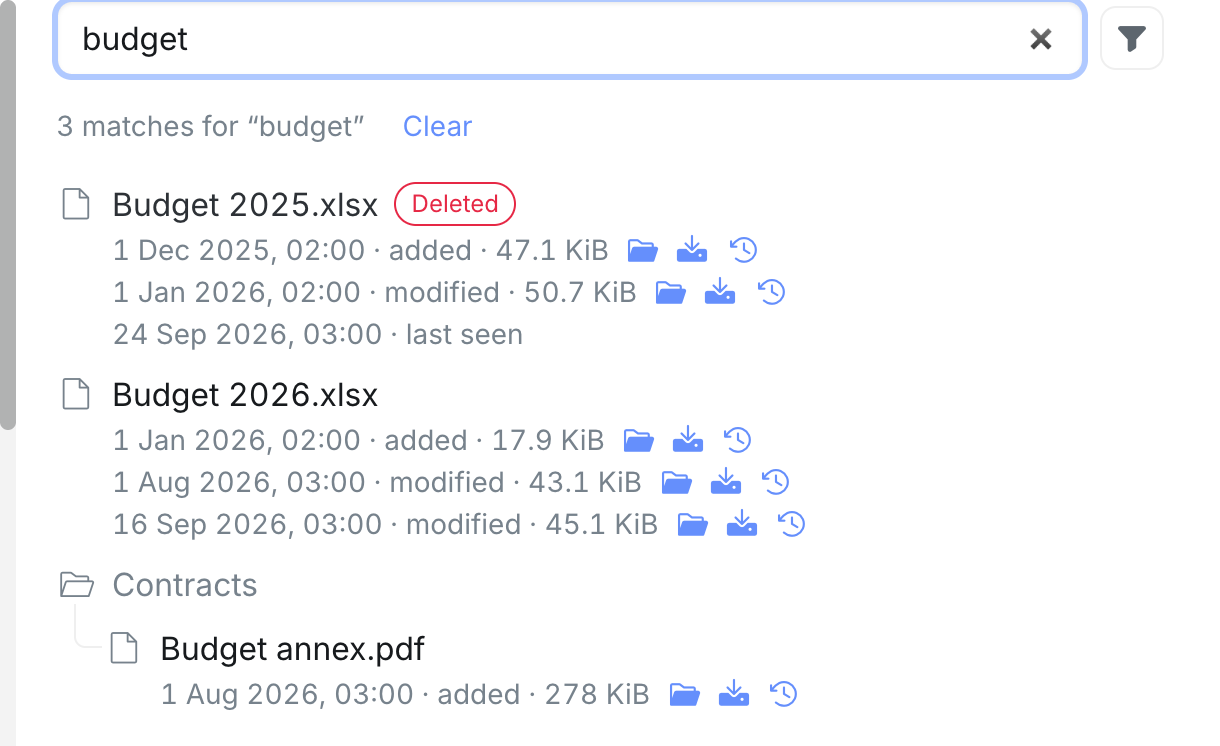 budget
3 matches for “budget” Clear
Budget 2025.xlsx Deleted
1 Dec 2025, 02:00 · added · 47.1 KiB
1 Jan 2026, 02:00 · modified · 50.7 KiB
24 Sep 2026, 03:00 · last seen
Budget 2026.xlsx
1 Jan 2026, 02:00 · added · 17.9 KiB
1 Aug 2026, 03:00 · modified · 43.1 KiB
16 Sep 2026, 03:00 · modified · 45.1 KiB
Contracts
Budget annex.pdf
1 Aug 2026, 03:00 · added · 278 KiB